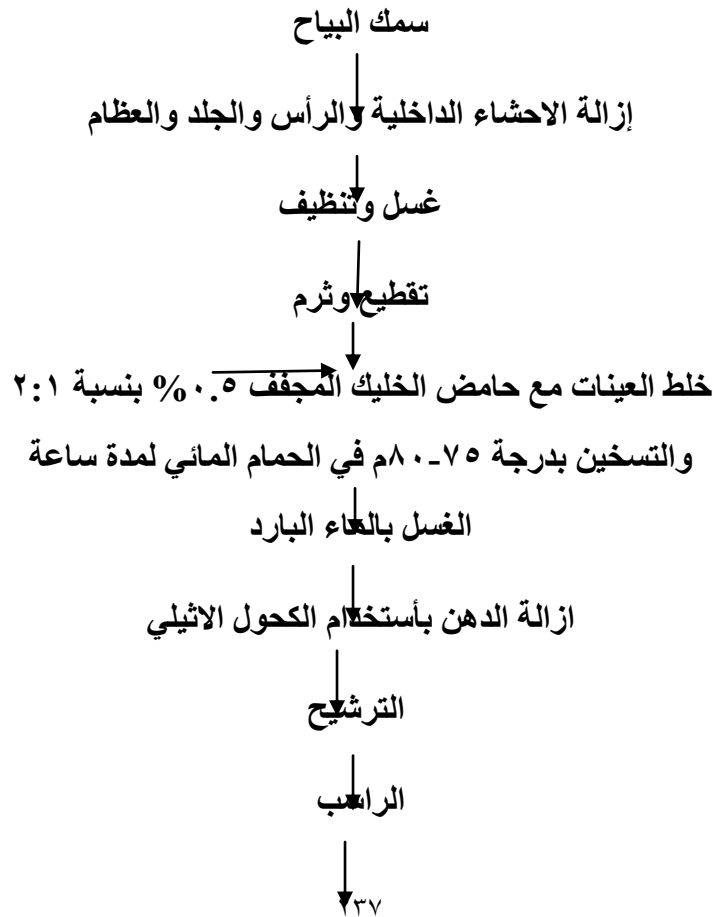 سمك البياح
إزالة الاحشاء الداخلية والرأس والجلد والعظام
غسل وتنظيف
تقطيع وثرم
خلط العينات مع حامض الخليك المجفف ٠.٥% بنسبة ٢:١
والتسخين بدرجة ٧٥-٨٠م في الحمام المائي لمدة ساعة
الغسل بالماء البارد
ازالة الدهن بأستخدام الكحول الاثيلي
الترشيح
الراسب
٢٣٧